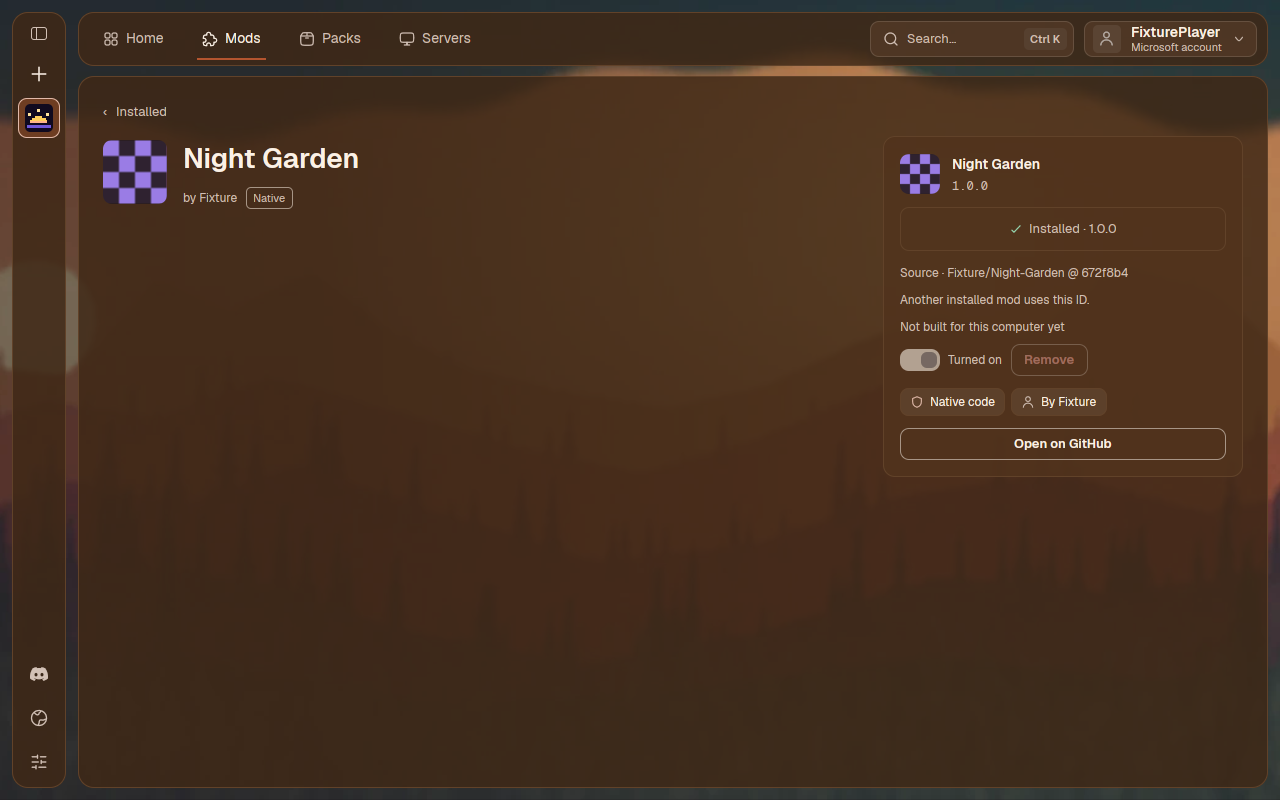 Home
Mods
Packs
Servers
Search...
Ctrl K
FixturePlayer
Microsoft account
‹ Installed
Night Garden
by Fixture
Native
Night Garden
1.0.0
Installed · 1.0.0
Source · Fixture/Night-Garden @ 672f8b4
Another installed mod uses this ID.
Not built for this computer yet
Turned on
Remove
Native code
By Fixture
Open on GitHub